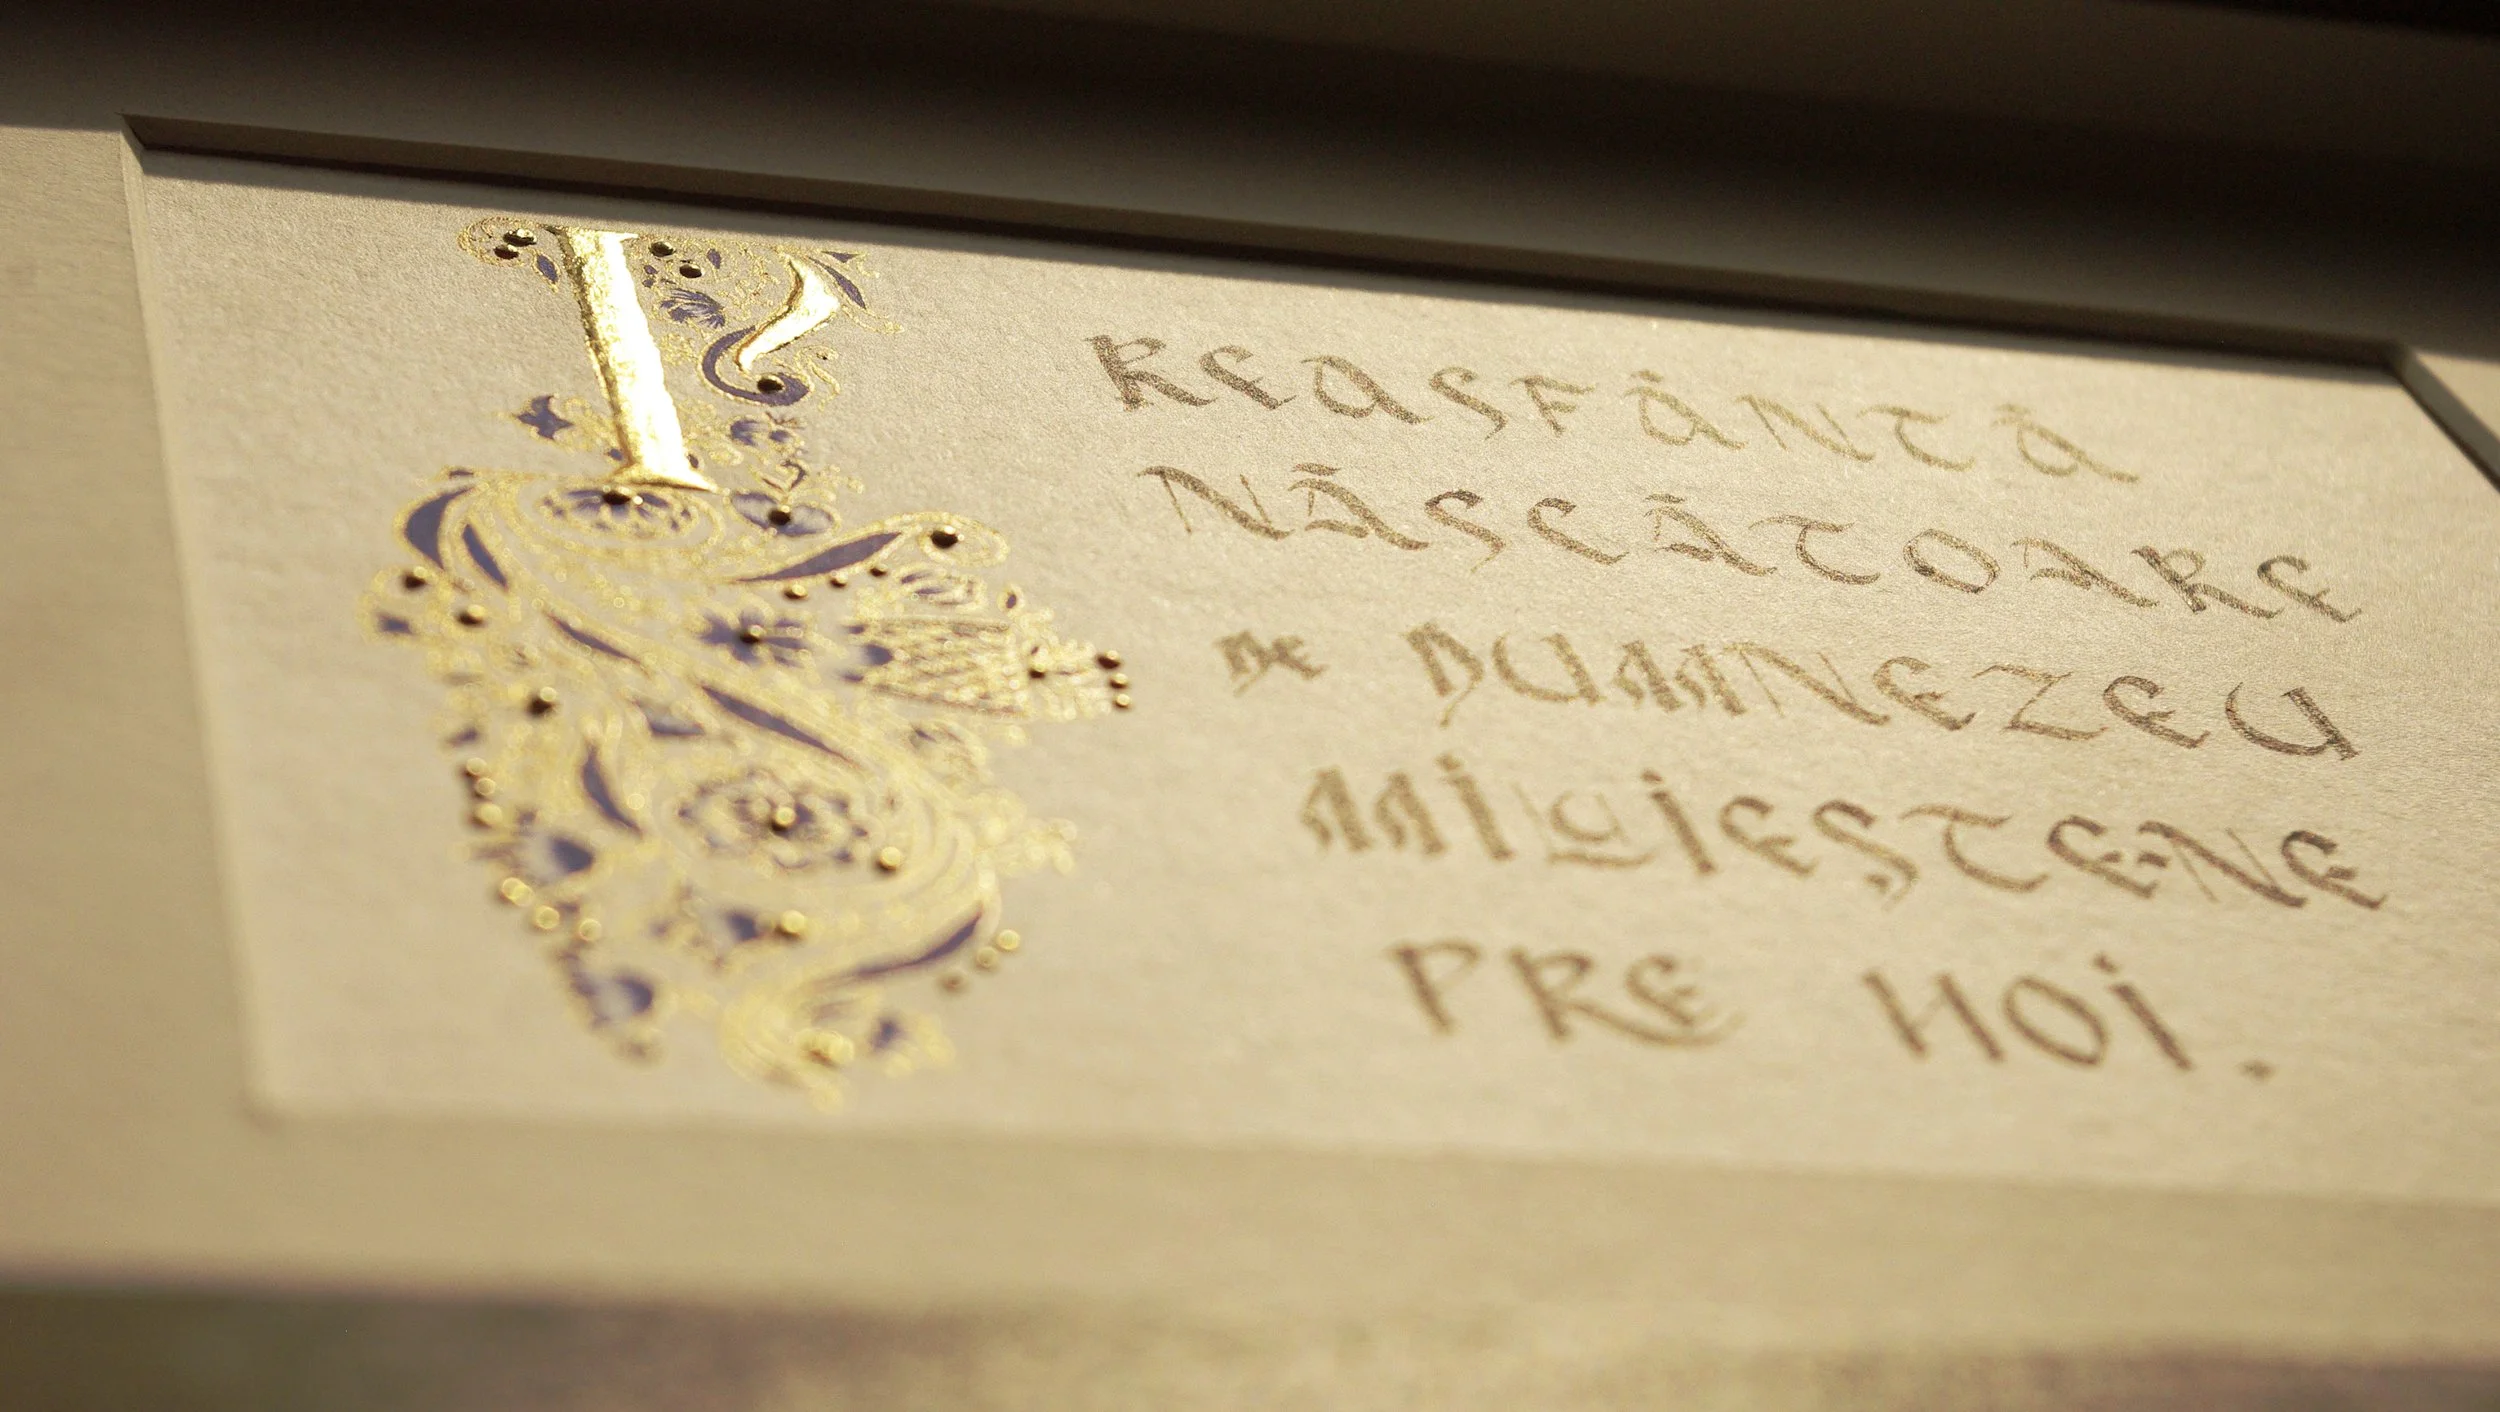 PREASFÂNTĂ
NĂSCĂTOARE
DE DUMNEZEU
MILUIEȘTE-NE
PRE NOI.